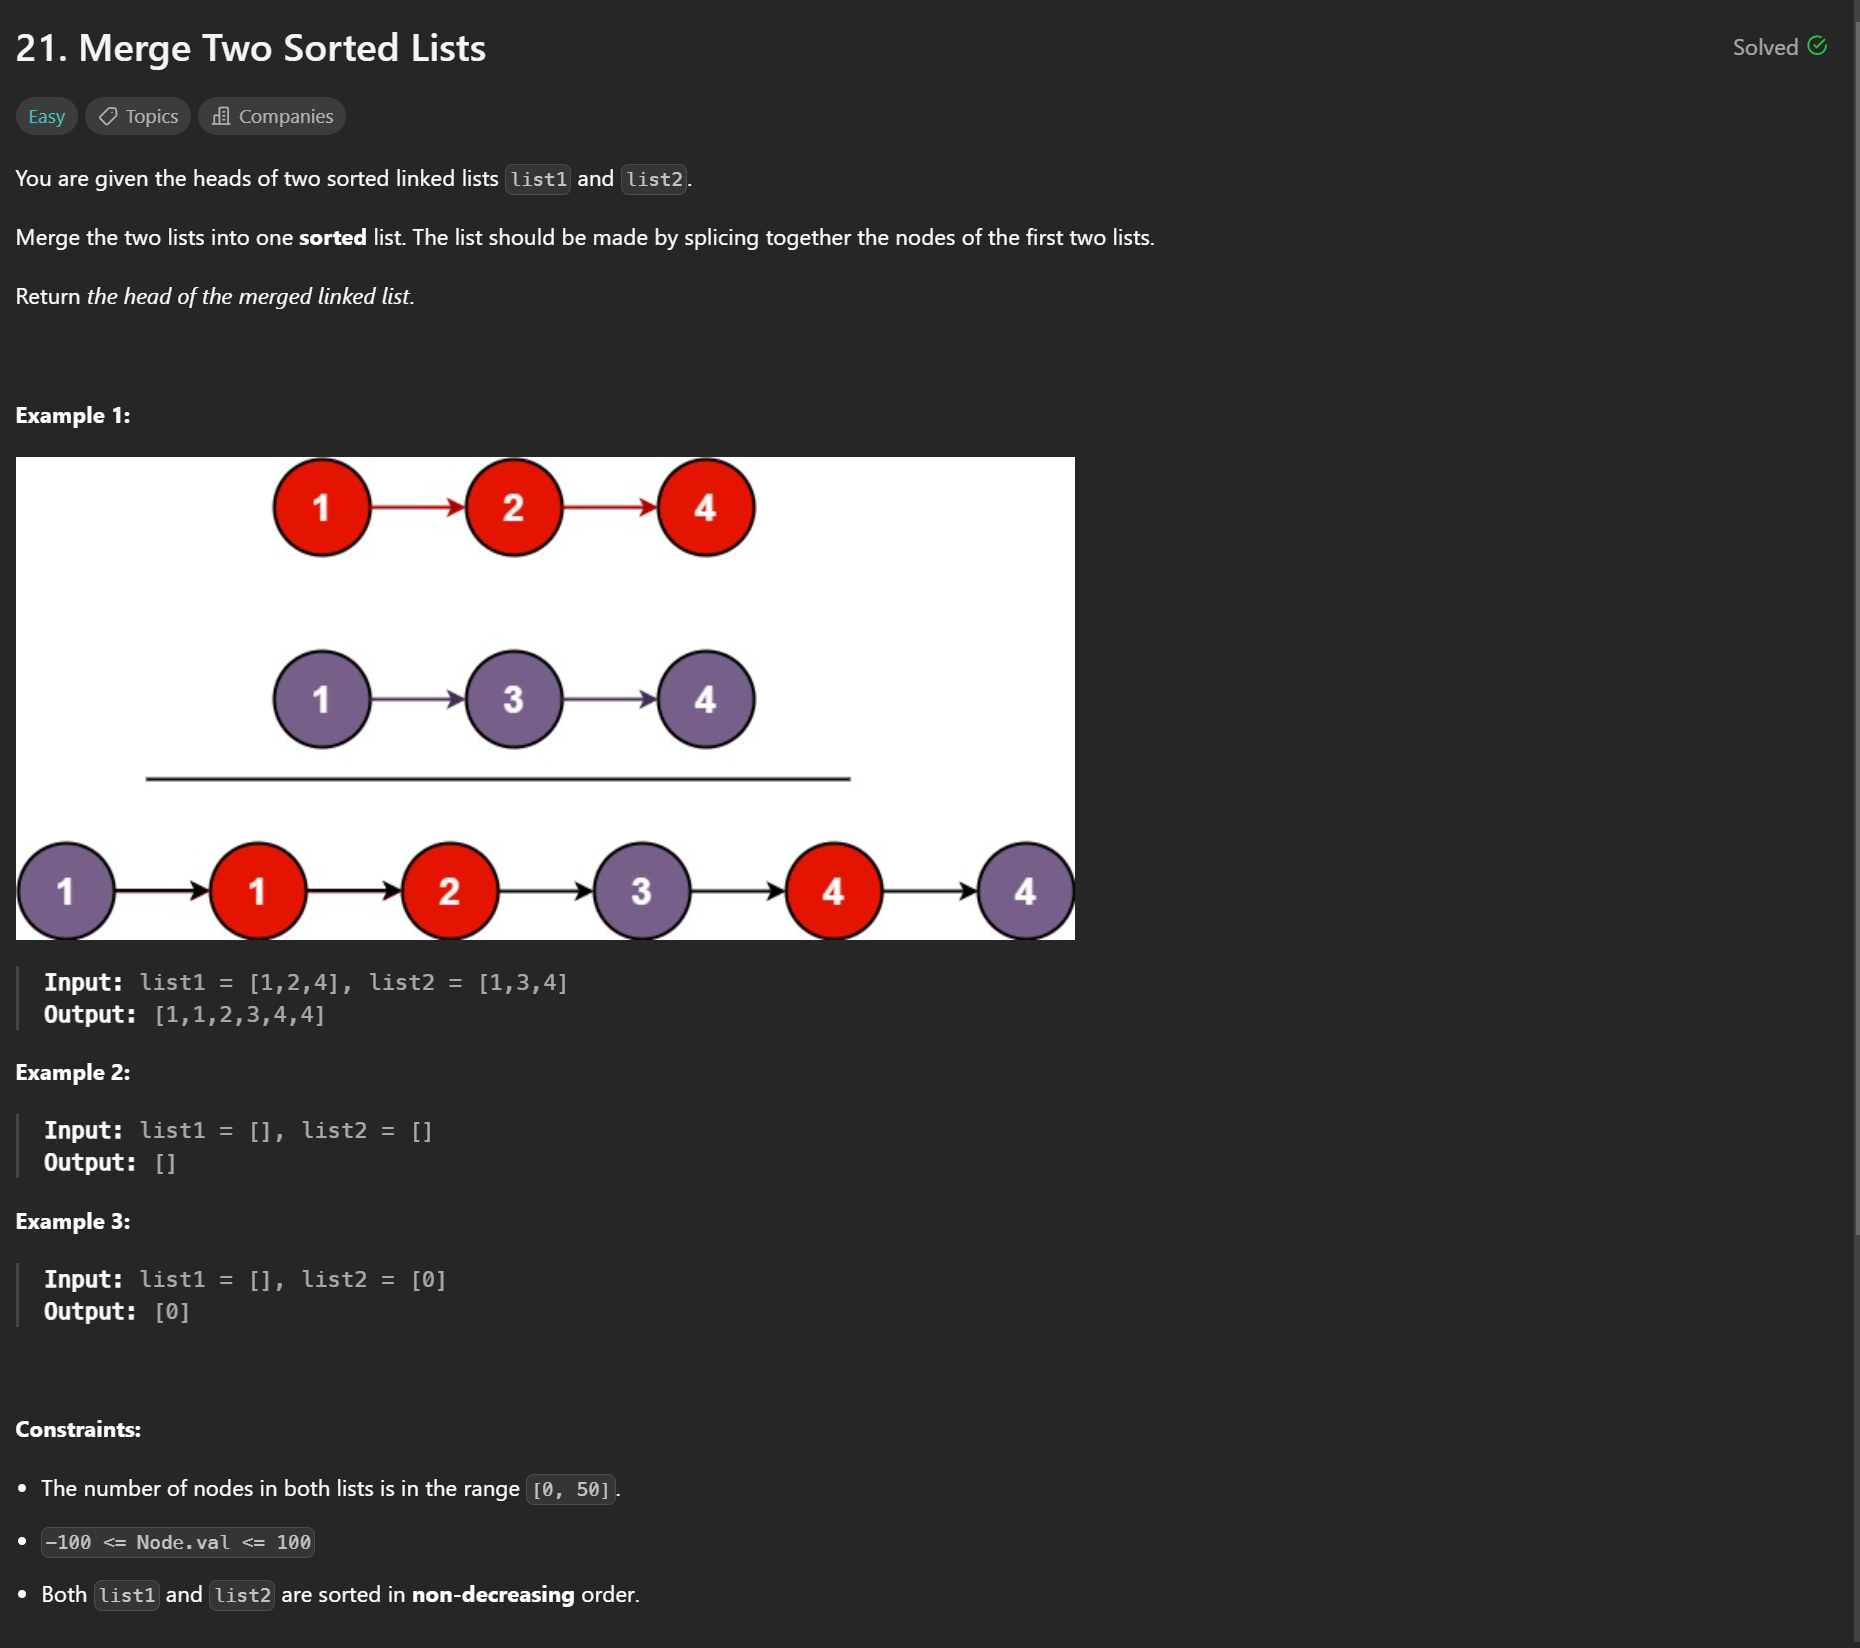 21. Merge Two Sorted Lists
Solved
Easy Topics Companies
You are given the heads of two sorted linked lists list1 and list2.
Merge the two lists into one sorted list. The list should be made by splicing together the nodes of the first two lists.
Return the head of the merged linked list.
Example 1:
1 2 4
1 3 4
1 1 2 3 4 4
Input: list1 = [1,2,4], list2 = [1,3,4]
Output: [1,1,2,3,4,4]
Example 2:
Input: list1 = [], list2 = []
Output: []
Example 3:
Input: list1 = [], list2 = [0]
Output: [0]
Constraints:
• The number of nodes in both lists is in the range [0, 50].
• -100 <= Node.val <= 100
• Both list1 and list2 are sorted in non-decreasing order.